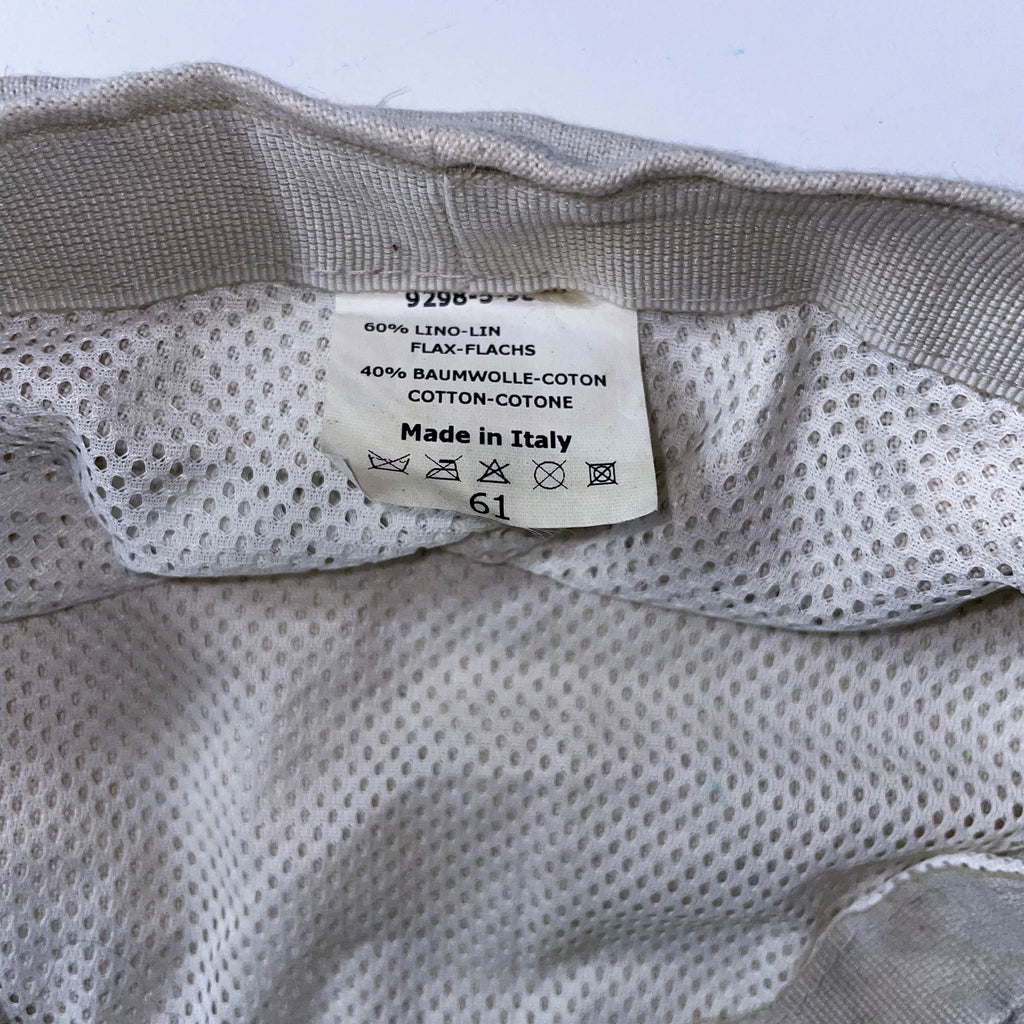 60% LINO-LIN
FLAX-FLACHS
40% BAUMWOLLE-COTON
COTTON-COTONE
Made in Italy
61